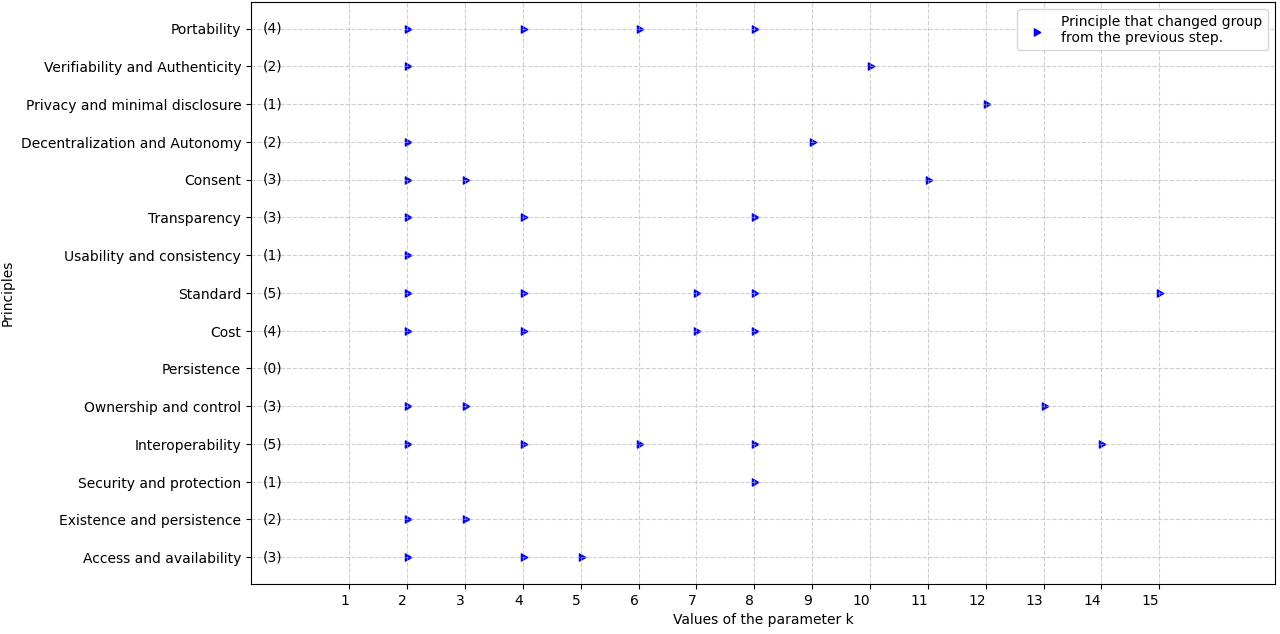 Principle that changed group
from the previous step.
Portability (4)
Verifiability and Authenticity (2)
Privacy and minimal disclosure (1)
Decentralization and Autonomy (2)
Consent (3)
Transparency (3)
Usability and consistency (1)
Standard (5)
Cost (4)
Persistence (0)
Ownership and control (3)
Interoperability (5)
Security and protection (1)
Existence and persistence (2)
Access and availability (3)
Principles
1 2 3 4 5 6 7 8 9 10 11 12 13 14 15
Values of the parameter k